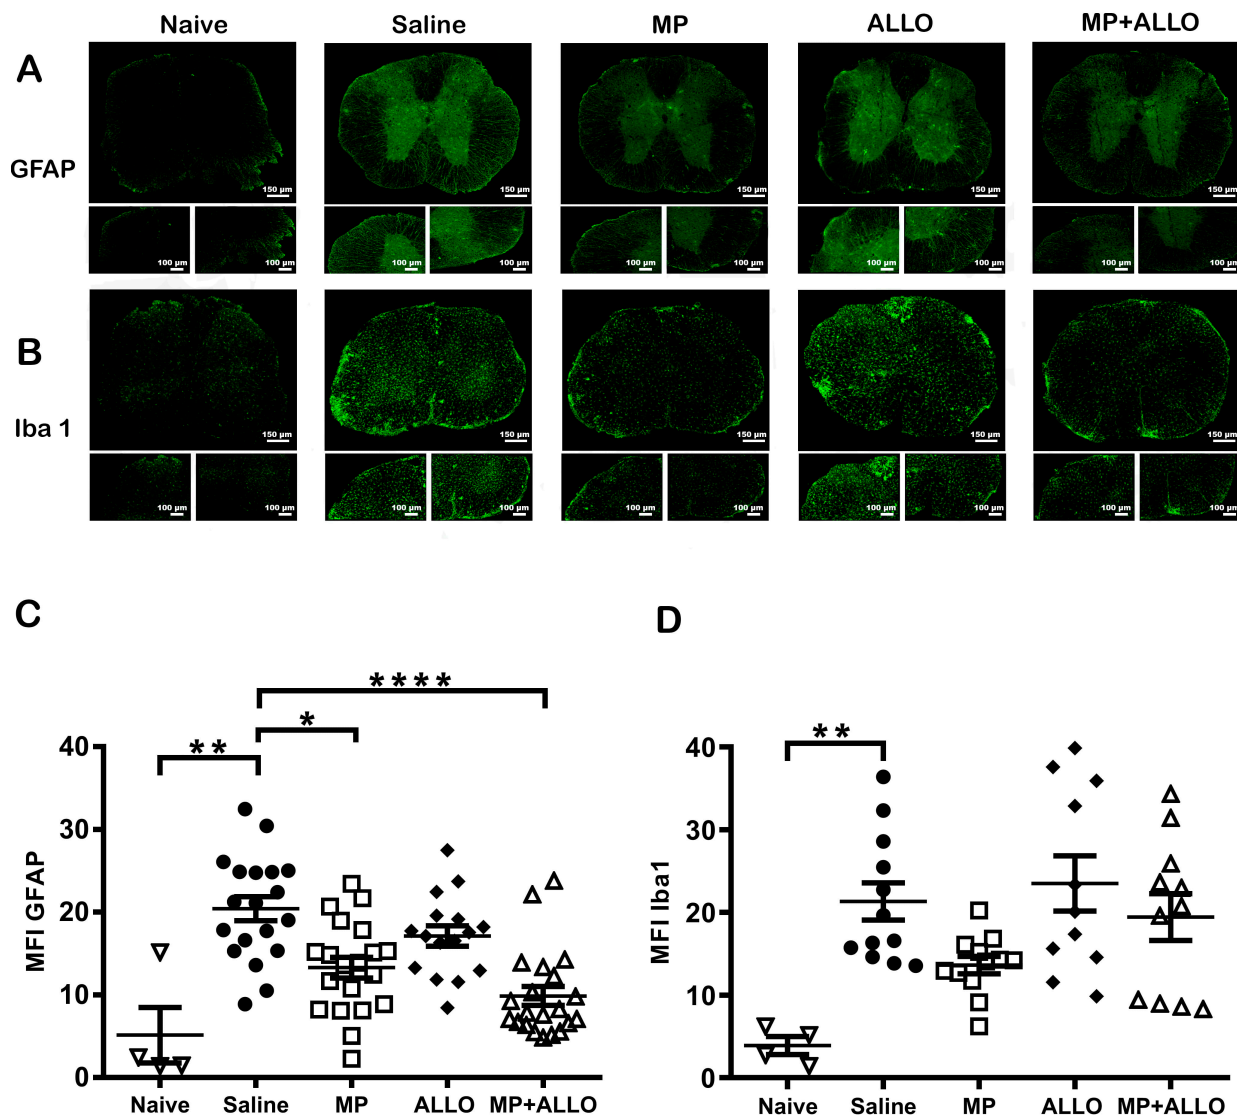 Naive Saline MP ALLO MP+ALLO
A
GFAP
150 µm 150 µm 150 µm 150 µm 150 µm
100 µm 100 µm 100 µm 100 µm 100 µm 100 µm 100 µm 100 µm 100 µm 100 µm
B
Iba 1
150 µm 150 µm 150 µm 150 µm 150 µm
100 µm 100 µm 100 µm 100 µm 100 µm 100 µm 100 µm 100 µm 100 µm 100 µm
C
****
*
**
MFI GFAP
40
30
20
10
0
Naive Saline MP ALLO MP+ALLO
D
**
MFI Iba1
40
30
20
10
0
Naive Saline MP ALLO MP+ALLO